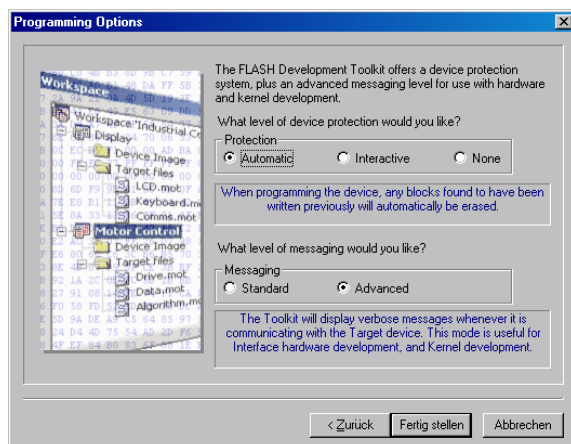 Programming Options
The FLASH Development Toolkit offers a device protection
system, plus an advanced messaging level for use with hardware
and kernel development.
What level of device protection would you like?
Protection
Automatic
Interactive
None
When programming the device, any blocks found to have been
written previously will automatically be erased.
What level of messaging would you like?
Messaging
Standard
Advanced
The Toolkit will display verbose messages whenever it is
communicating with the Target device. This mode is useful for
Interface hardware development, and Kernel development.
Workspace
Workspace 'Industrial Co
Display
Device Image
Target files
LCD.mot
Keyboard.m
Comms.mot
Motor Control
Device Image
Target files
Drive.mot
Data.mot
Algorithm.mo
< Zurück
Fertig stellen
Abbrechen